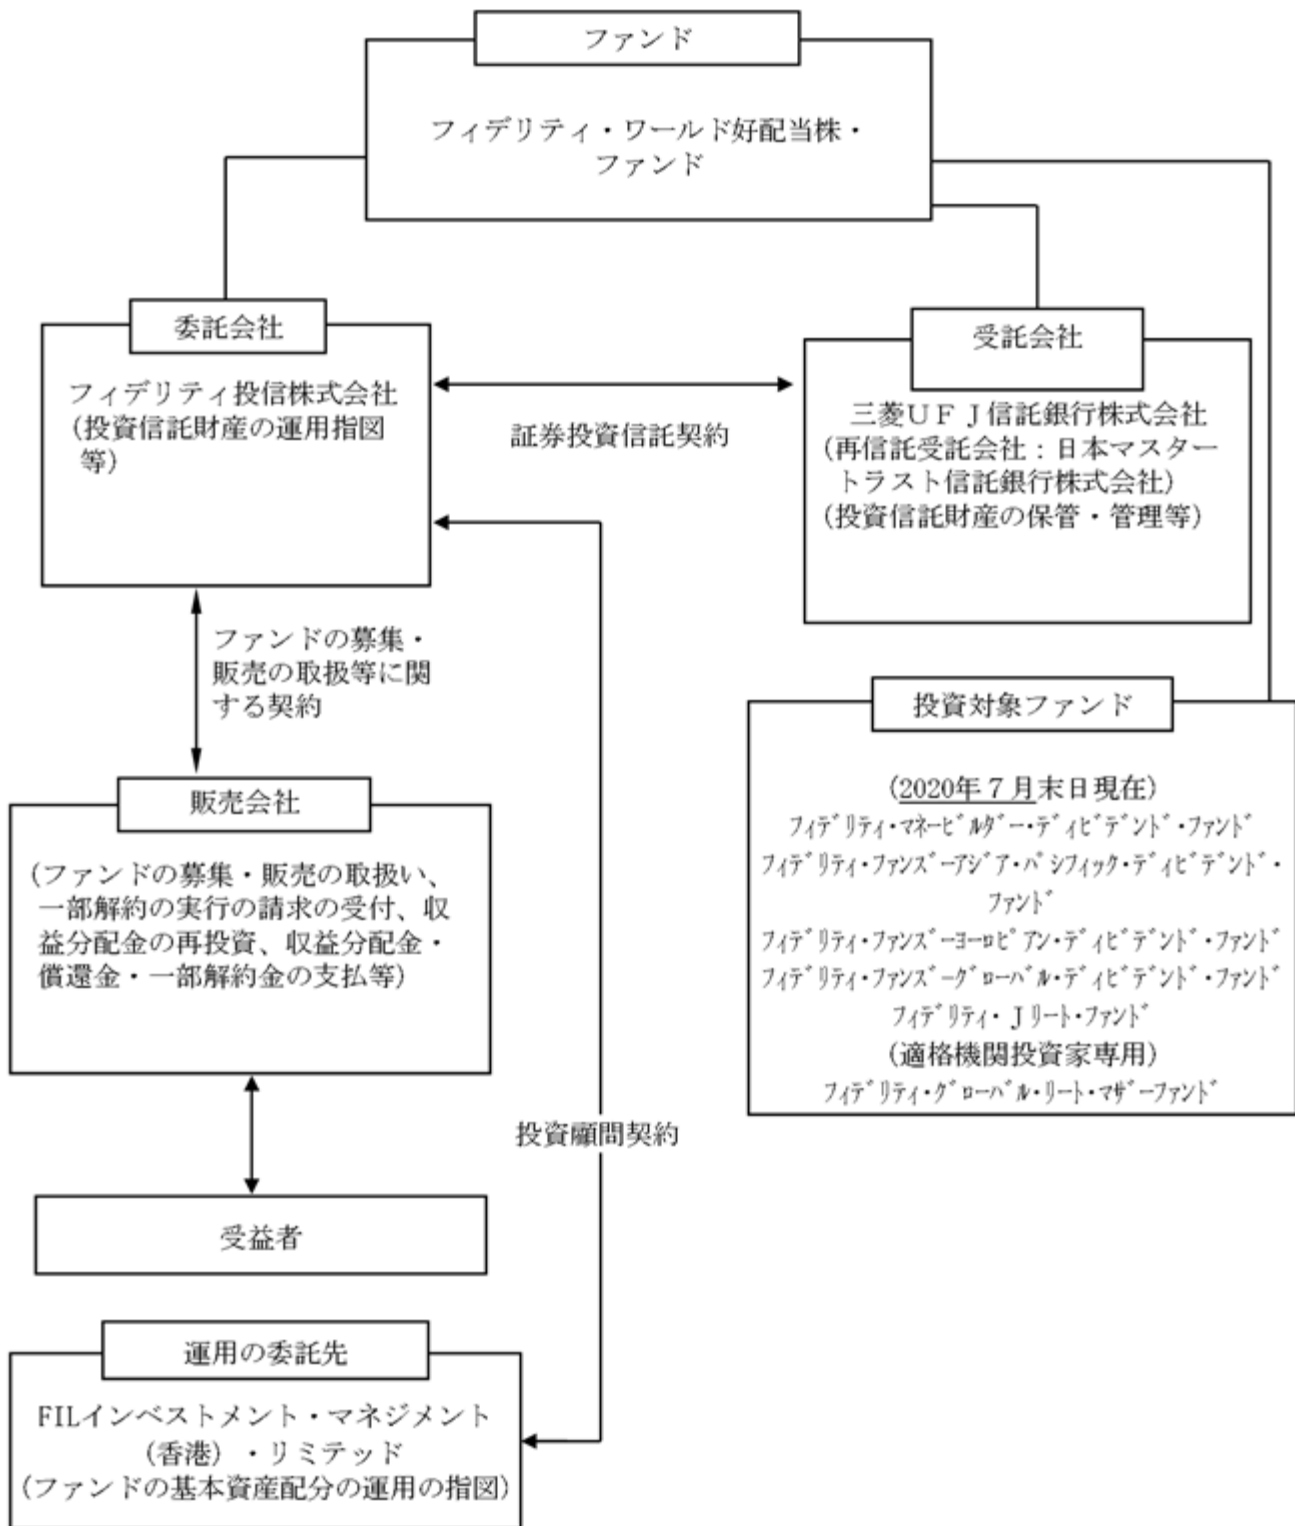 ファンド
フィデリティ・ワールド好配当株・
ファンド
委託会社
フィデリティ投信株式会社
(投資信託財産の運用指図
等)
証券投資信託契約
受託会社
三菱ＵＦＪ信託銀行株式会社
(再信託受託会社：日本マスター
トラスト信託銀行株式会社)
(投資信託財産の保管・管理等)
ファンドの募集・
販売の取扱等に関
する契約
販売会社
(ファンドの募集・販売の取扱い、
一部解約の実行の請求の受付、収
益分配金の再投資、収益分配金・
償還金・一部解約金の支払等)
投資対象ファンド
(2020年７月末日現在)
ﾌｨﾃﾞﾘﾃｨ・ﾏﾈｰﾋﾞﾙﾀﾞｰ・ﾃﾞｨﾋﾞﾃﾞﾝﾄﾞ・ﾌｧﾝﾄﾞ
ﾌｨﾃﾞﾘﾃｨ・ﾌｧﾝｽﾞｰｱｼﾞｱ・ﾊﾟｼﾌｨｯｸ・ﾃﾞｨﾋﾞﾃﾞﾝﾄﾞ・
ﾌｧﾝﾄﾞ
ﾌｨﾃﾞﾘﾃｨ・ﾌｧﾝｽﾞｰﾖｰﾛﾋﾟｱﾝ・ﾃﾞｨﾋﾞﾃﾞﾝﾄﾞ・ﾌｧﾝﾄﾞ
ﾌｨﾃﾞﾘﾃｨ・ﾌｧﾝｽﾞｰｸﾞﾛｰﾊﾞﾙ・ﾃﾞｨﾋﾞﾃﾞﾝﾄﾞ・ﾌｧﾝﾄﾞ
ﾌｨﾃﾞﾘﾃｨ・Ｊﾘｰﾄ・ﾌｧﾝﾄﾞ
(適格機関投資家専用)
ﾌｨﾃﾞﾘﾃｨ・ｸﾞﾛｰﾊﾞﾙ・ﾘｰﾄ・ﾏｻﾞｰﾌｧﾝﾄﾞ
投資顧問契約
受益者
運用の委託先
FILインベストメント・マネジメント
(香港)・リミテッド
(ファンドの基本資産配分の運用の指図)